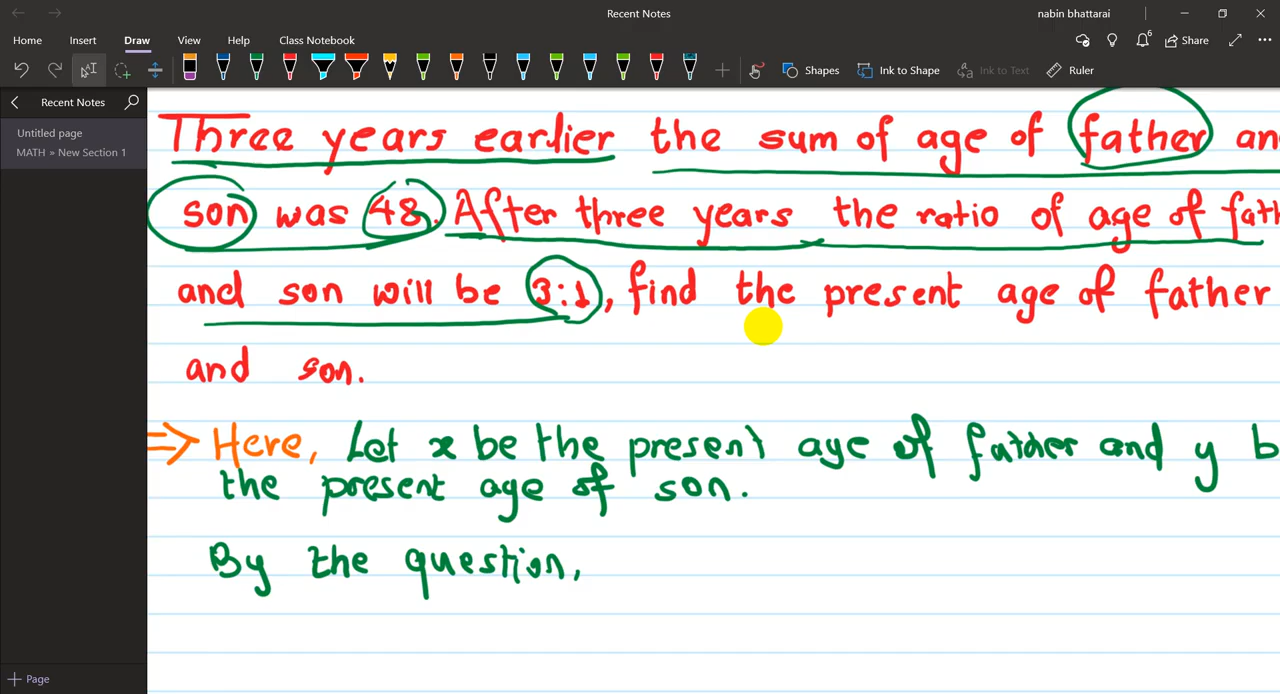 Recent Notes
nabin bhattarai
Home Insert Draw View Help Class Notebook
6 Share
Shapes Ink to Shape Ink to Text Ruler
Recent Notes
Untitled page
MATH » New Section 1
Three years earlier the sum of age of father an
son was 48. After three years the ratio of age of fath
and son will be 3:1, find the present age of father
and son.
⇒ Here, Let x be the present age of father and y b
the present age of son.
By the question,
+ Page